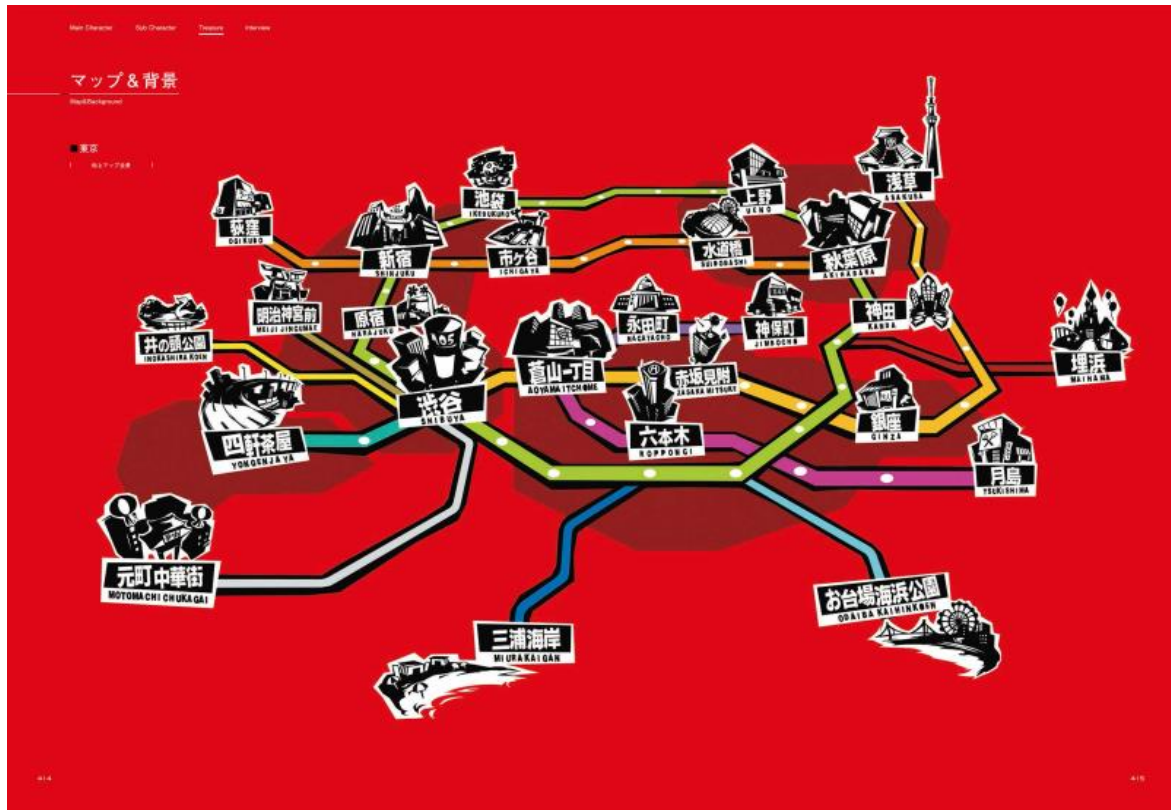 Main Character
Sub Character
Treasure
Interview
マップ&背景
Map&Background
■東京
浅草
ASAKUSA
池袋
IKEBUKURO
上野
UENO
荻窪
OGIKUBO
新宿
SHINJUKU
市ヶ谷
ICHIGAYA
水道橋
SUIDOBASHI
秋葉原
AKIHABARA
明治神宮前
MEIJI JINGUMAE
原宿
HARAJUKU
永田町
NAGATACHO
神保町
JIMBOCHO
神田
KANDA
井の頭公園
INOKASHIRA KOEN
105
渋谷
SHIBUYA
蒼山一丁目
AOYAMA ITCHOME
赤坂見附
埋浜
MAIHAMA
四軒茶屋
YONGENJAYA
六本木
ROPPONGI
銀座
GINZA
月島
TSUKISHIMA
元町中華街
MOTOMACHI CHUKAGAI
三浦海岸
MIURAKAIGAN
お台場海浜公園
ODAIBA KAIHINKOEN
414
415